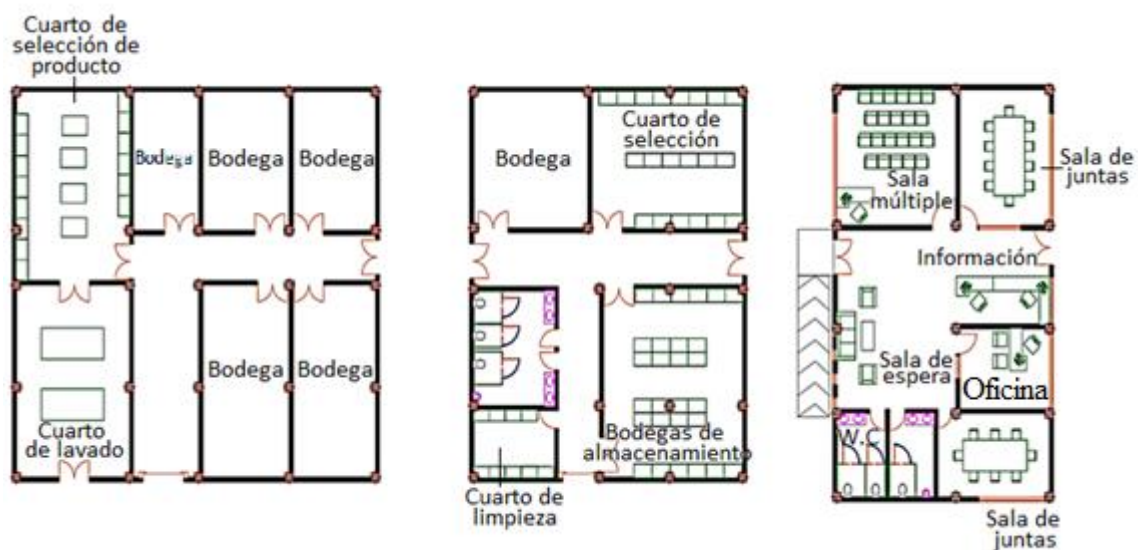 Cuarto de
selección de
producto
Bodega
Bodega
Bodega
Bodega
Bodega
Cuarto
de lavado
Bodega
Cuarto de
selección
Bodegas de
almacenamiento
Cuarto de
limpieza
Sala
múltiple
Sala de
juntas
Información
Sala de
espera
Oficina
W.C
Sala de
juntas